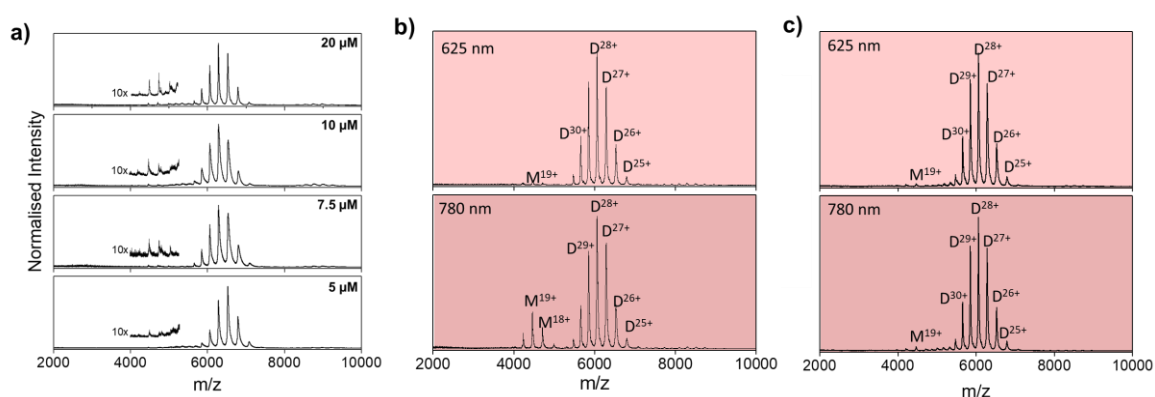 a)
Normalised Intensity
20 µM
10x
10 µM
10x
7.5 µM
10x
5 µM
10x
2000 4000 6000 8000 10000
m/z
b)
625 nm
D28+
D27+
D30+
D26+
D25+
M19+
780 nm
D28+
D29+
D27+
M19+
M18+
D26+
D25+
2000 4000 6000 8000 10000
m/z
c)
625 nm
D28+
D29+
D27+
D30+
D26+
D25+
M19+
780 nm
D28+
D29+
D27+
D30+
D26+
D25+
M19+
2000 4000 6000 8000 10000
m/z